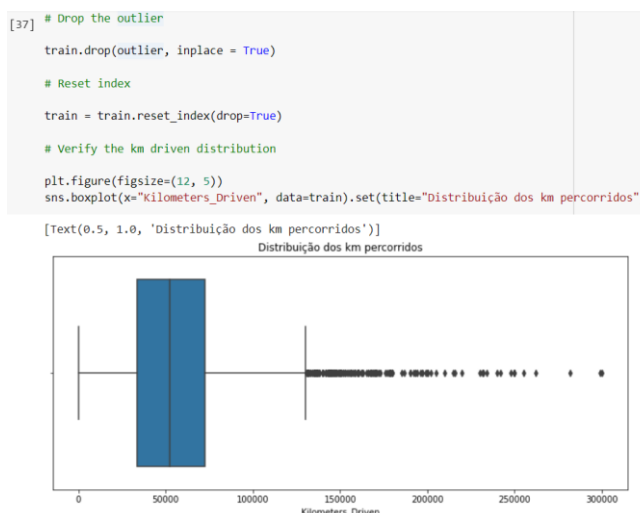 [37] # Drop the outlier
train.drop(outlier, inplace = True)
# Reset index
train = train.reset_index(drop=True)
# Verify the km driven distribution
plt.figure(figsize=(12, 5))
sns.boxplot(x="Kilometers_Driven", data=train).set(title="Distribuição dos km percorridos"
[Text(0.5, 1.0, 'Distribuição dos km percorridos')]
Distribuição dos km percorridos
0 50000 100000 150000 200000 250000 300000
Kilometers_Driven